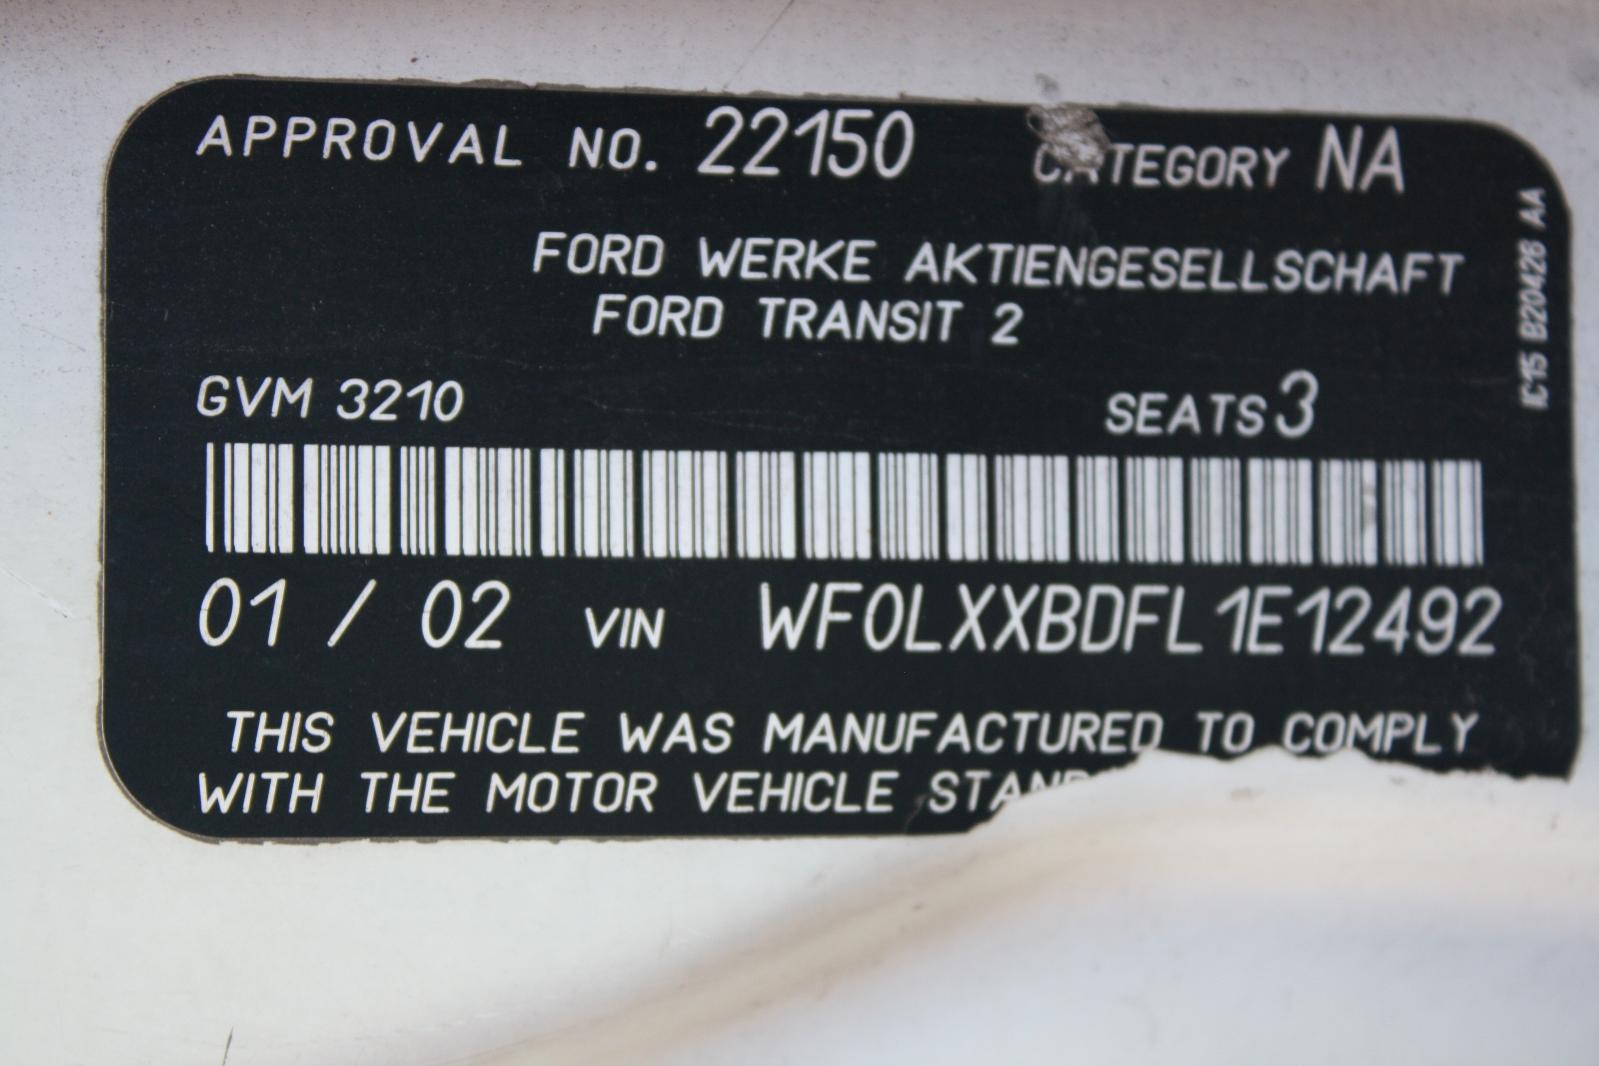 APPROVAL NO. 22150 CATEGORY NA
FORD WERKE AKTIENGESELLSCHAFT
FORD TRANSIT 2
GVM 3210 SEATS 3
01 / 02 VIN WF0LXXBDFL1E12492
THIS VEHICLE WAS MANUFACTURED TO COMPLY
WITH THE MOTOR VEHICLE
IC15 B20426 AA